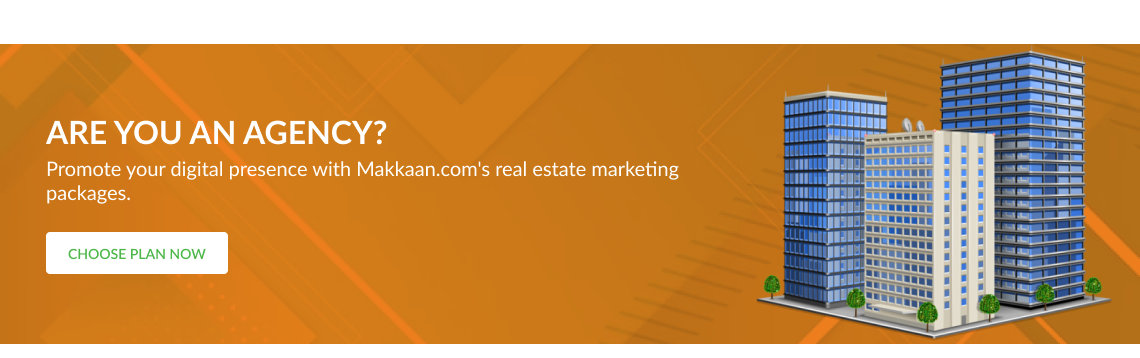 ARE YOU AN AGENCY?
Promote your digital presence with Makkaan.com's real estate marketing
packages.
CHOOSE PLAN NOW